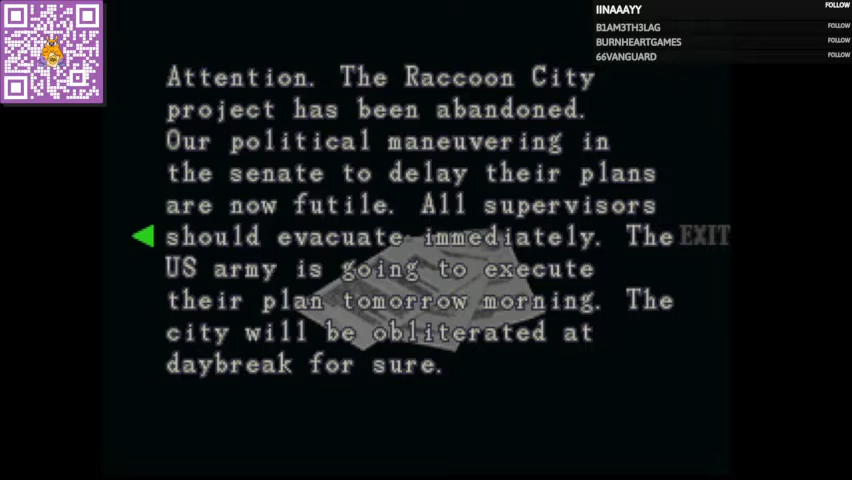 IINAAAYY FOLLOW
B1AM3TH3LAG FOLLOW
BURNHEARTGAMES FOLLOW
66VANGUARD FOLLOW
Attention. The Raccoon City
project has been abandoned.
Our political maneuvering in
the senate to delay their plans
are now futile. All supervisors
should evacuate immediately. The EXIT
US army is going to execute
their plan tomorrow morning. The
city will be obliterated at
daybreak for sure.